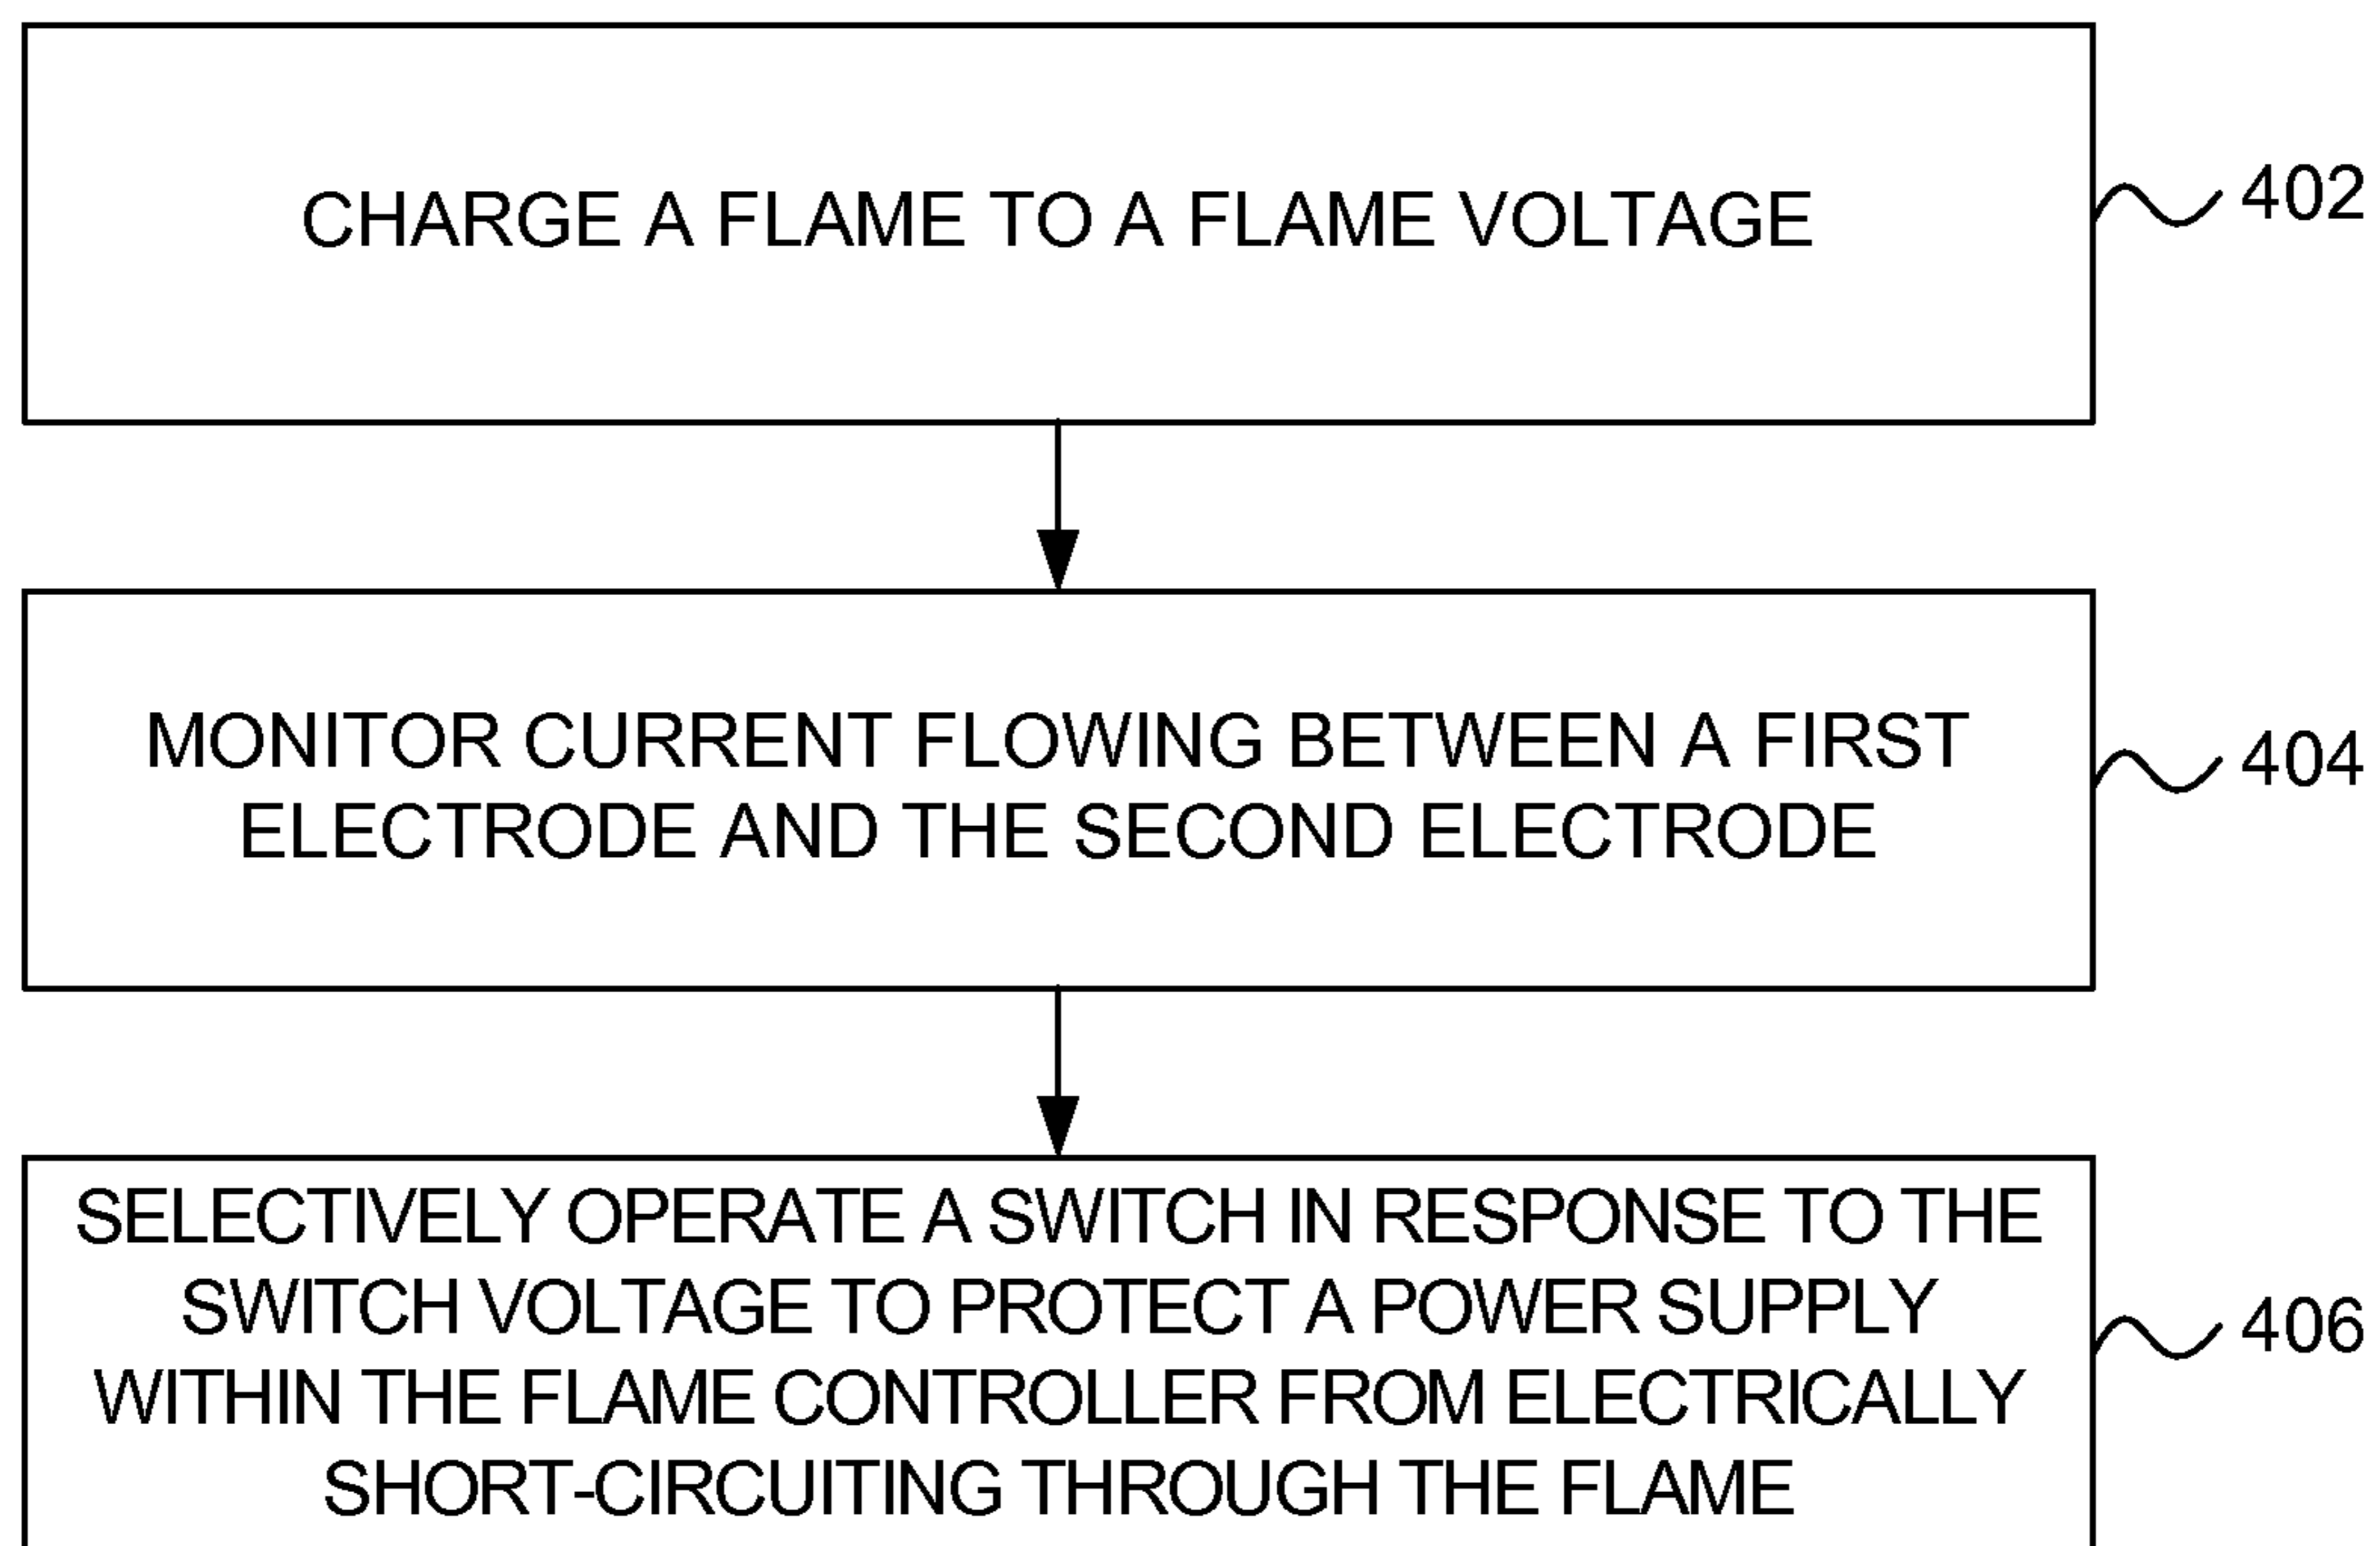 CHARGE A FLAME TO A FLAME VOLTAGE
402
MONITOR CURRENT FLOWING BETWEEN A FIRST
ELECTRODE AND THE SECOND ELECTRODE
404
SELECTIVELY OPERATE A SWITCH IN RESPONSE TO THE
SWITCH VOLTAGE TO PROTECT A POWER SUPPLY
WITHIN THE FLAME CONTROLLER FROM ELECTRICALLY
SHORT-CIRCUITING THROUGH THE FLAME
406